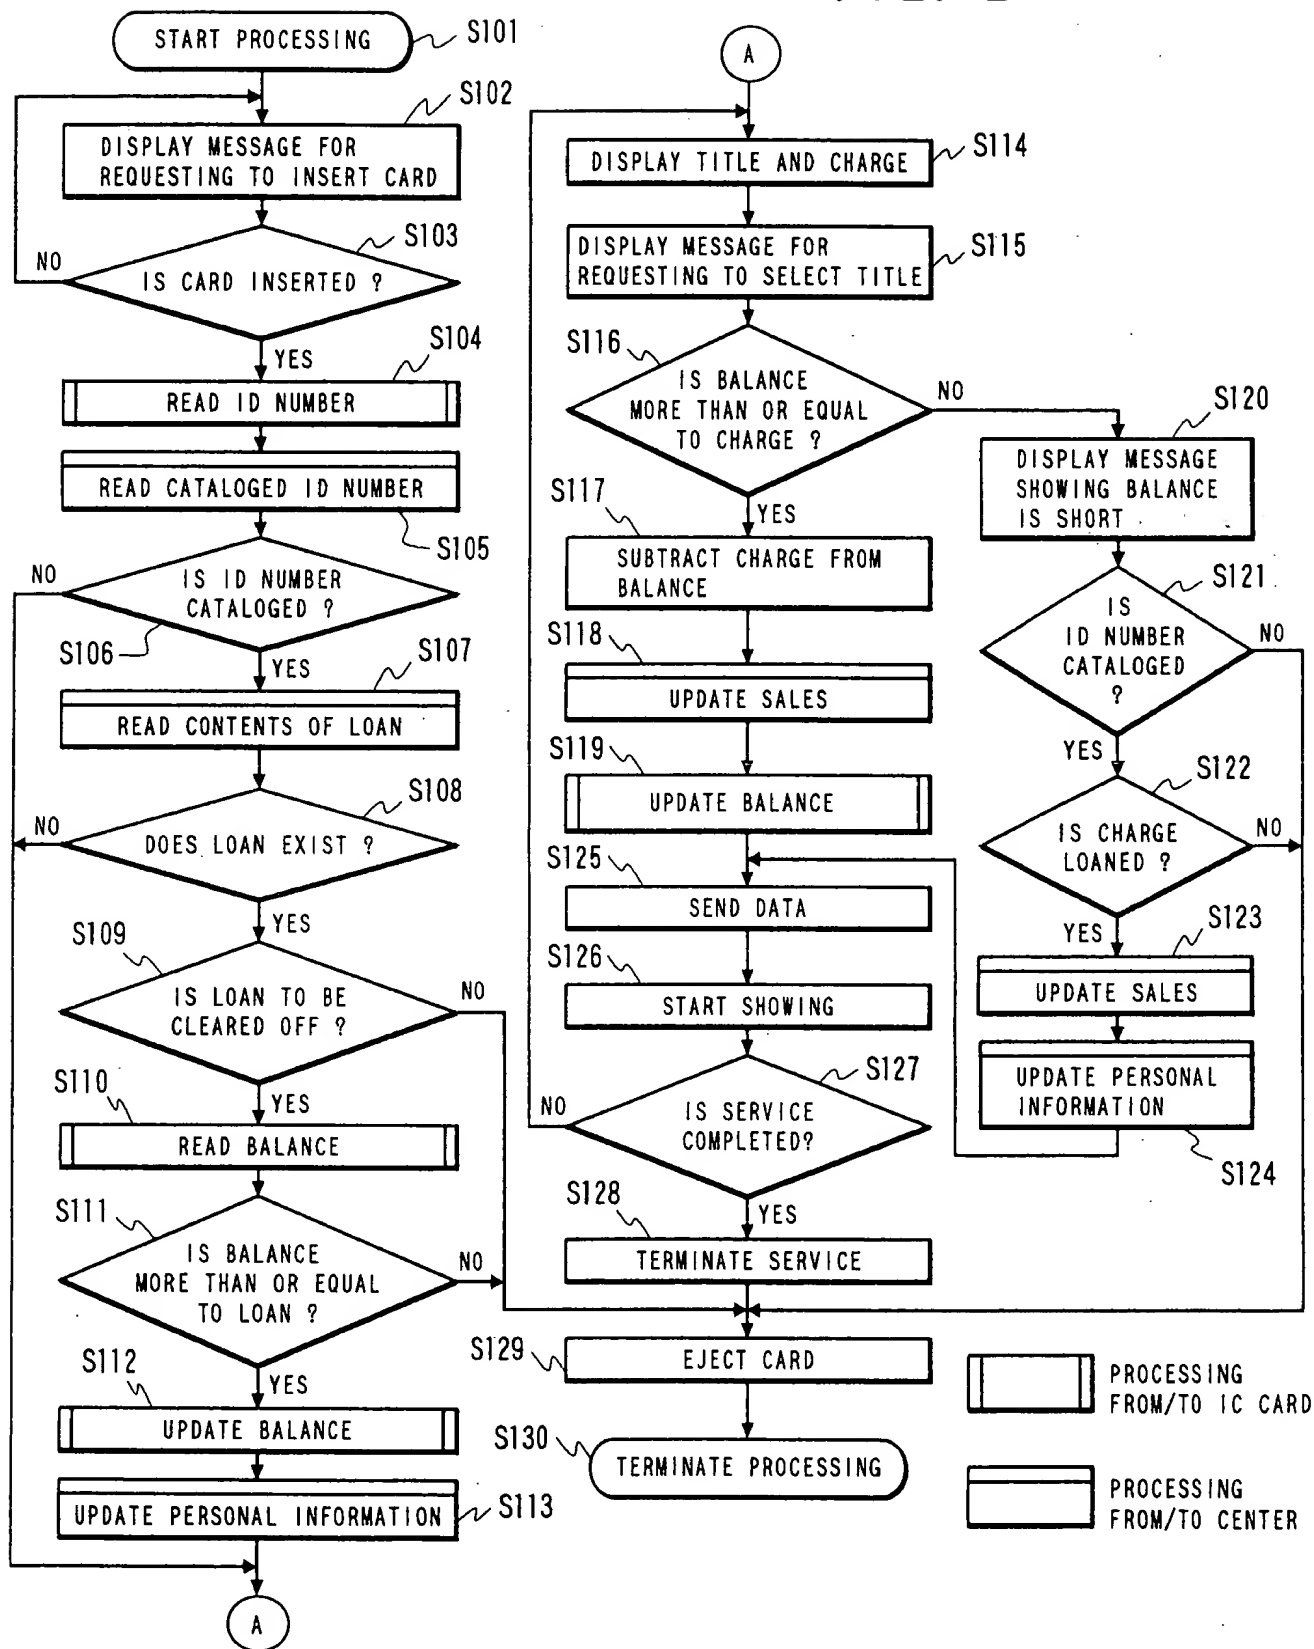 START PROCESSING
S101
S102
DISPLAY MESSAGE FOR
REQUESTING TO INSERT CARD
S103
NO
IS CARD INSERTED ?
YES
S104
READ ID NUMBER
READ CATALOGED ID NUMBER
S105
NO
IS ID NUMBER
CATALOGED ?
S106
YES
S107
READ CONTENTS OF LOAN
S108
NO
DOES LOAN EXIST ?
YES
S109
IS LOAN TO BE
CLEARED OFF ?
NO
YES
S110
READ BALANCE
S111
IS BALANCE
MORE THAN OR EQUAL
TO LOAN ?
NO
YES
S112
UPDATE BALANCE
UPDATE PERSONAL INFORMATION
S113
A
A
DISPLAY TITLE AND CHARGE
S114
DISPLAY MESSAGE FOR
REQUESTING TO SELECT TITLE
S115
S116
IS BALANCE
MORE THAN OR EQUAL
TO CHARGE ?
NO
YES
S117
SUBTRACT CHARGE FROM
BALANCE
S118
UPDATE SALES
S119
UPDATE BALANCE
S125
SEND DATA
S126
START SHOWING
S127
NO
IS SERVICE
COMPLETED?
YES
S128
TERMINATE SERVICE
S129
EJECT CARD
S130
TERMINATE PROCESSING
S120
DISPLAY MESSAGE
SHOWING BALANCE
IS SHORT
S121
IS
ID NUMBER
CATALOGED
?
NO
YES
S122
IS CHARGE
LOANED ?
NO
YES
S123
UPDATE SALES
UPDATE PERSONAL
INFORMATION
S124
PROCESSING
FROM/TO IC CARD
PROCESSING
FROM/TO CENTER